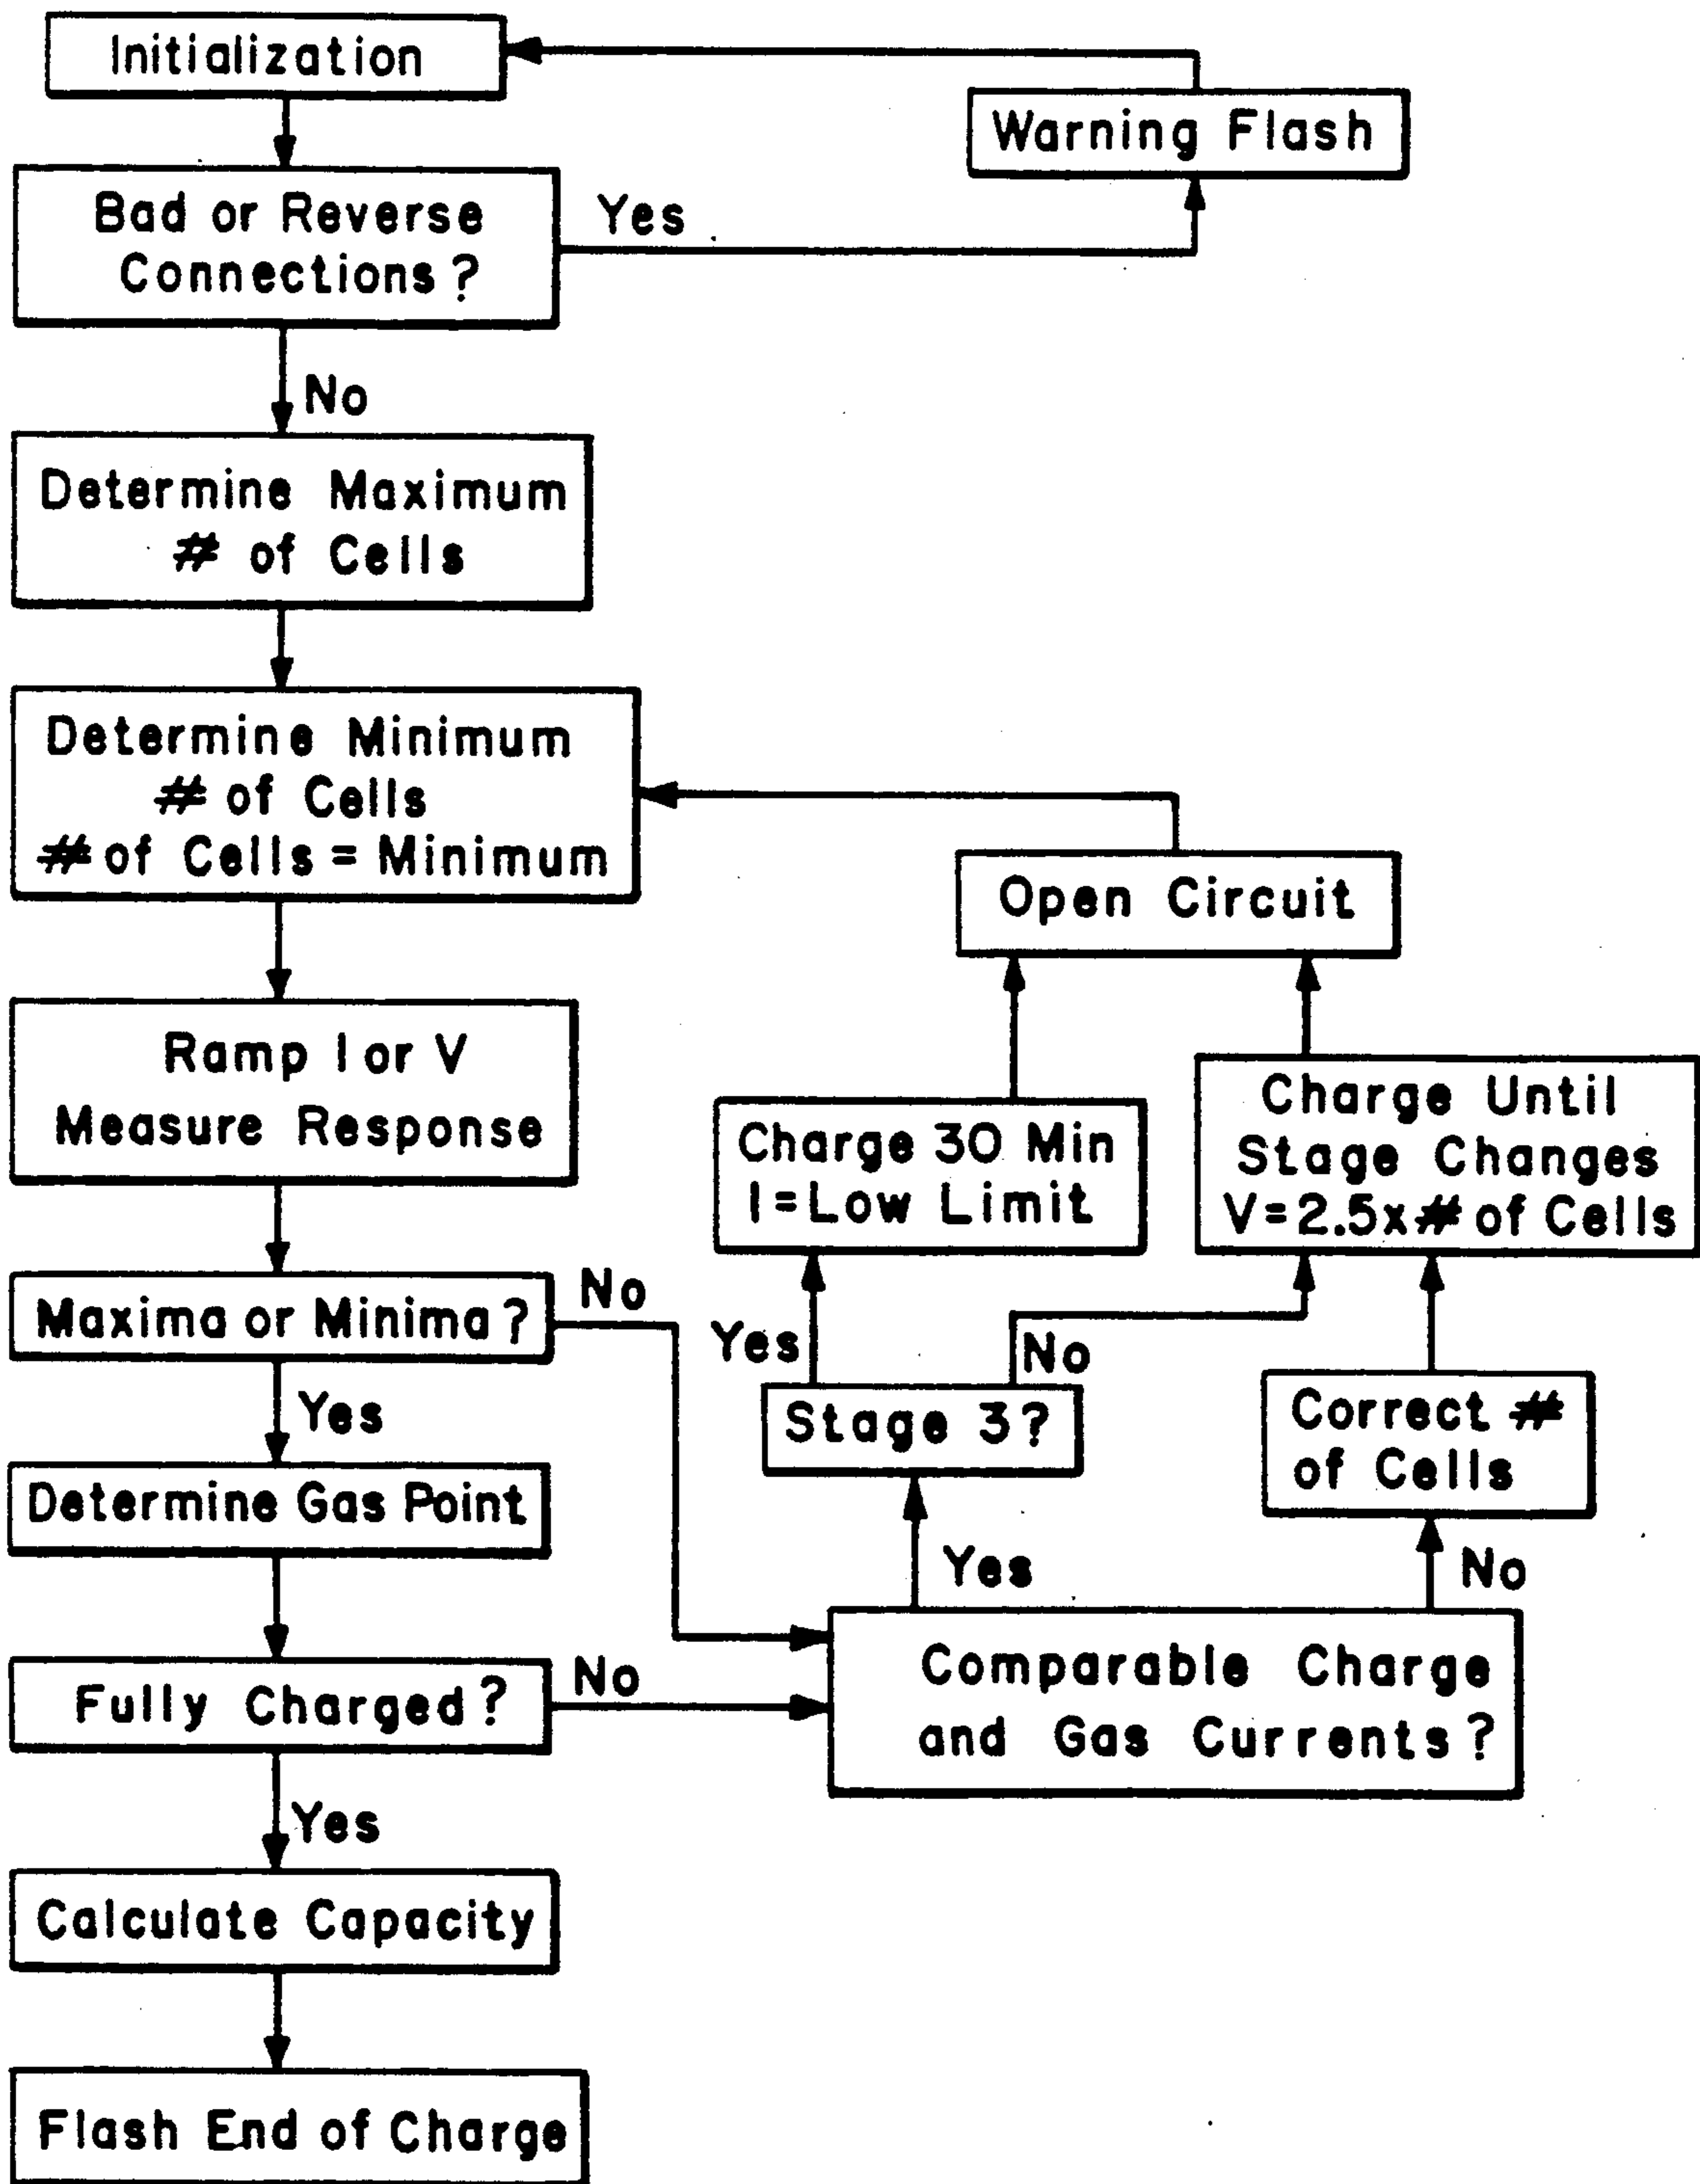 Initialization
Warning Flash
Bad or Reverse
Connections?
Yes
No
Determine Maximum
# of Cells
Determine Minimum
# of Cells
# of Cells = Minimum
Open Circuit
Ramp I or V
Measure Response
Charge 30 Min
I = Low Limit
Charge Until
Stage Changes
V = 2.5 x # of Cells
Maxima or Minima?
No
Yes
Yes
No
Stage 3?
Correct #
of Cells
Determine Gas Point
Yes
No
Fully Charged?
No
Comparable Charge
and Gas Currents?
Yes
Calculate Capacity
Flash End of Charge